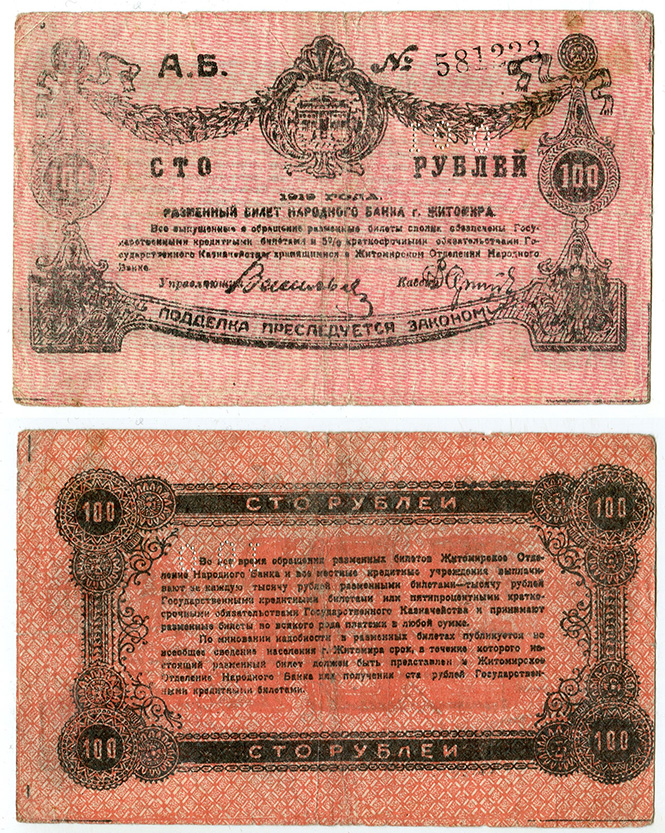 А.Б. № 581223
100 СТО РУБЛЕЙ 100
1919 ГОДА.
РАЗМЕННЫЙ БИЛЕТ НАРОДНОГО БАНКА г. ЖИТОМИРА.
Все выпущенные в обращение разменные билеты сполна обеспечены Госу-
дарственными кредитными билетами и 5% краткосрочными обязательствами Го-
сударственного Казначейства хранящимися в Житомирском Отделении Народного
Банке.
Управляющий Кассир
ПОДДЕЛКА ПРЕСЛЕДУЕТСЯ ЗАКОНОМ
100 СТО РУБЛЕЙ 100
Во все время обращения разменных билетов Житомирское Отде-
ление Народного Банка и все местные кредитные учреждения выплачи-
вают за каждую тысячу рублей разменными билетами—тысячу рублей
Государственными кредитными билетами или пятипроцентными кратко-
срочными обязательствами Государственного Казначейства и принимают
разменные билеты во всякого рода платежи в любой сумме.
По миновании надобности в разменных билетах публикуется во
всеобщее сведение населения г. Житомира срок, в течение которого на-
стоящий разменный билет должен быть представлен в Житомирское
Отделение Народного Банка для получения ста рублей Государствен-
ными кредитными билетами.
100 СТО РУБЛЕЙ 100